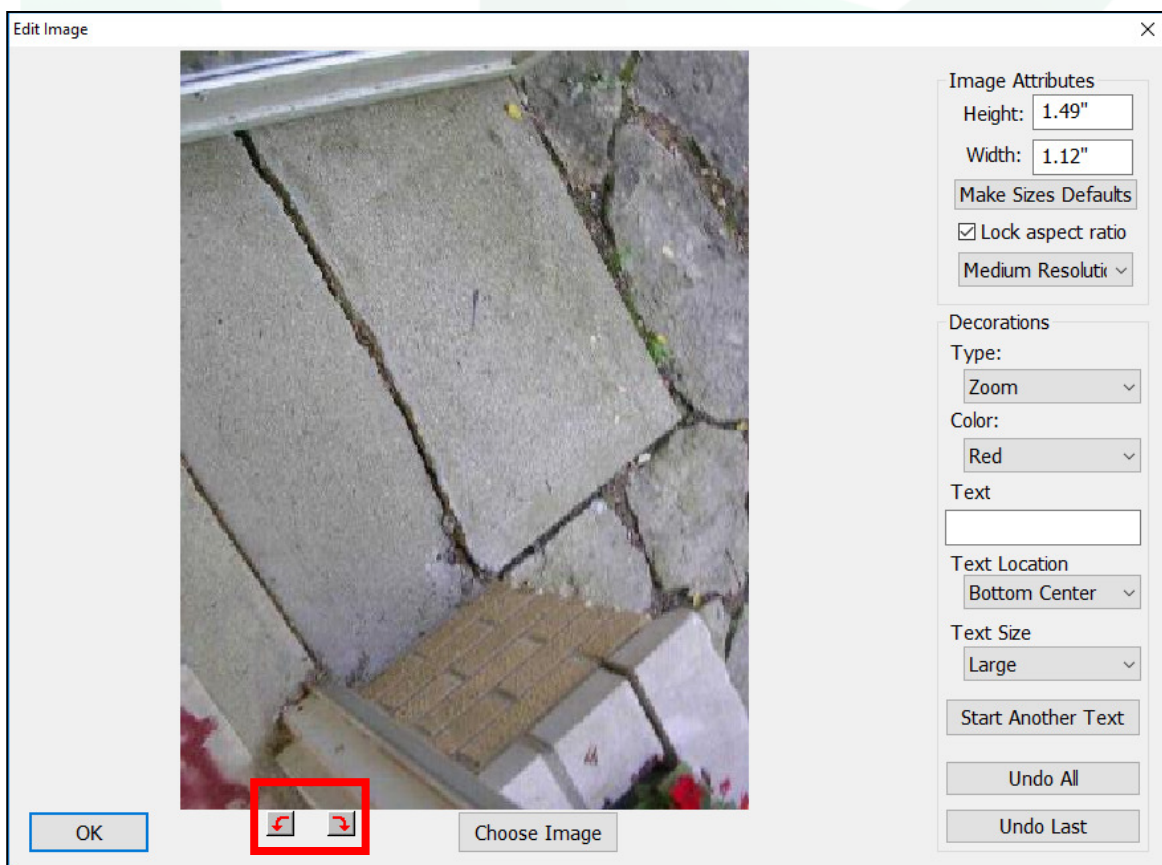 Edit Image
Image Attributes
Height: 1.49"
Width: 1.12"
Make Sizes Defaults
Lock aspect ratio
Medium Resolutic
Decorations
Type:
Zoom
Color:
Red
Text
Text Location
Bottom Center
Text Size
Large
Start Another Text
Undo All
Undo Last
OK
Choose Image